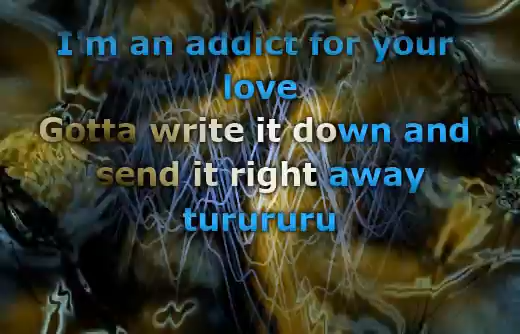 I'm an addict for your
love
Gotta write it down and
send it right away
turururu